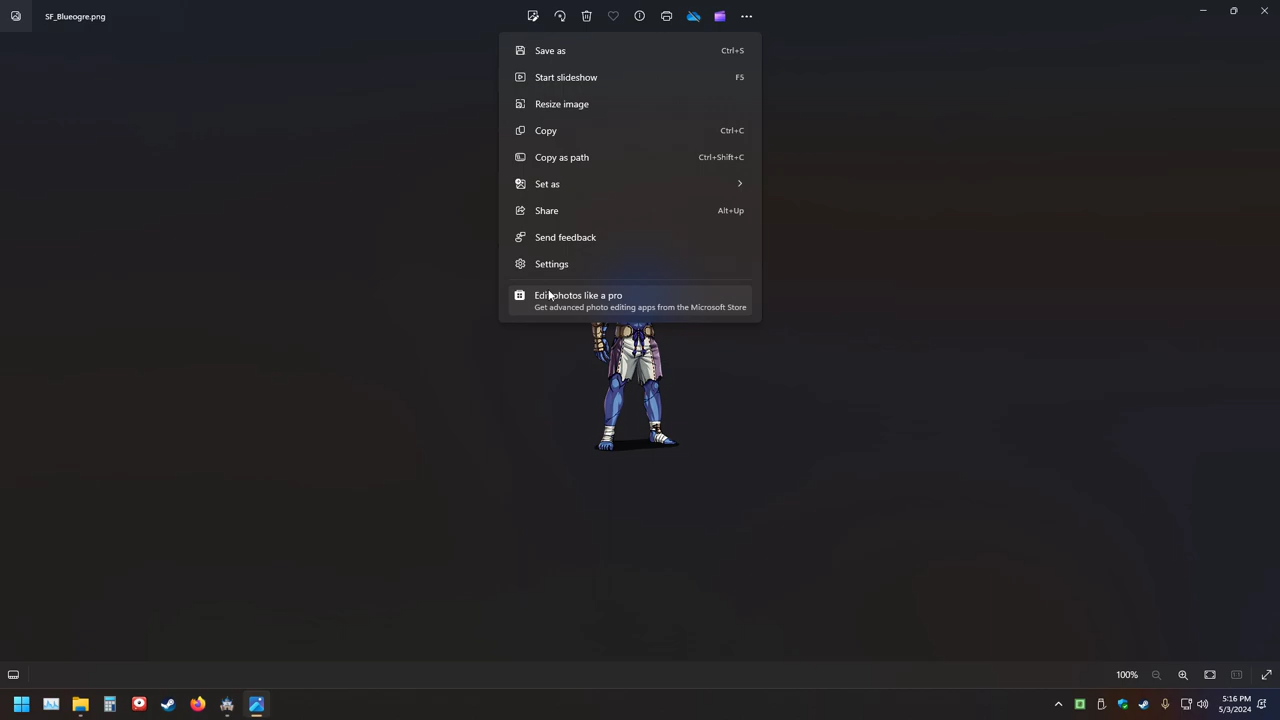 SF_Blueogre.png
Save as Ctrl+S
Start slideshow F5
Resize image
Copy Ctrl+C
Copy as path Ctrl+Shift+C
Set as
Share Alt+Up
Send feedback
Settings
Edit photos like a pro
Get advanced photo editing apps from the Microsoft Store
100%
5:16 PM
5/3/2024